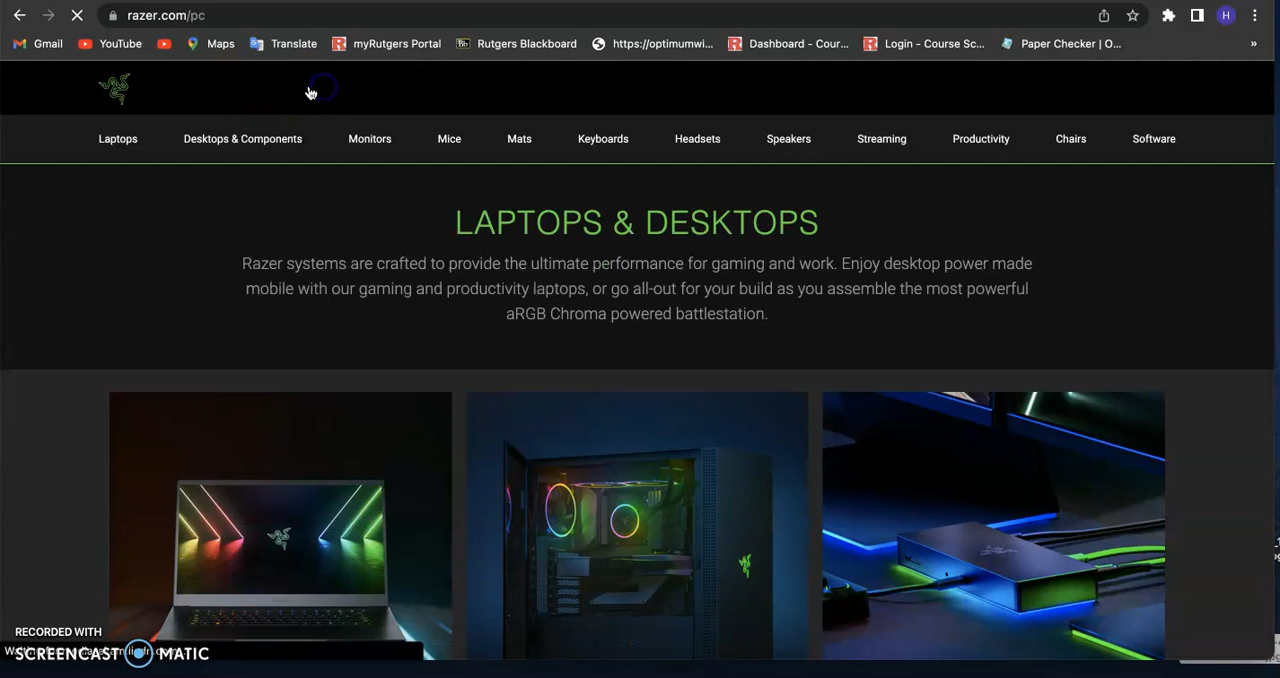 razer.com/pc
H
Gmail YouTube Maps Translate myRutgers Portal Rutgers Blackboard https://optimumwi... Dashboard - Cour... Login - Course Sc... Paper Checker | O... »
Laptops Desktops & Components Monitors Mice Mats Keyboards Headsets Speakers Streaming Productivity Chairs Software
LAPTOPS & DESKTOPS
Razer systems are crafted to provide the ultimate performance for gaming and work. Enjoy desktop power made
mobile with our gaming and productivity laptops, or go all-out for your build as you assemble the most powerful
aRGB Chroma powered battlestation.
RECORDED WITH
SCREENCAST MATIC